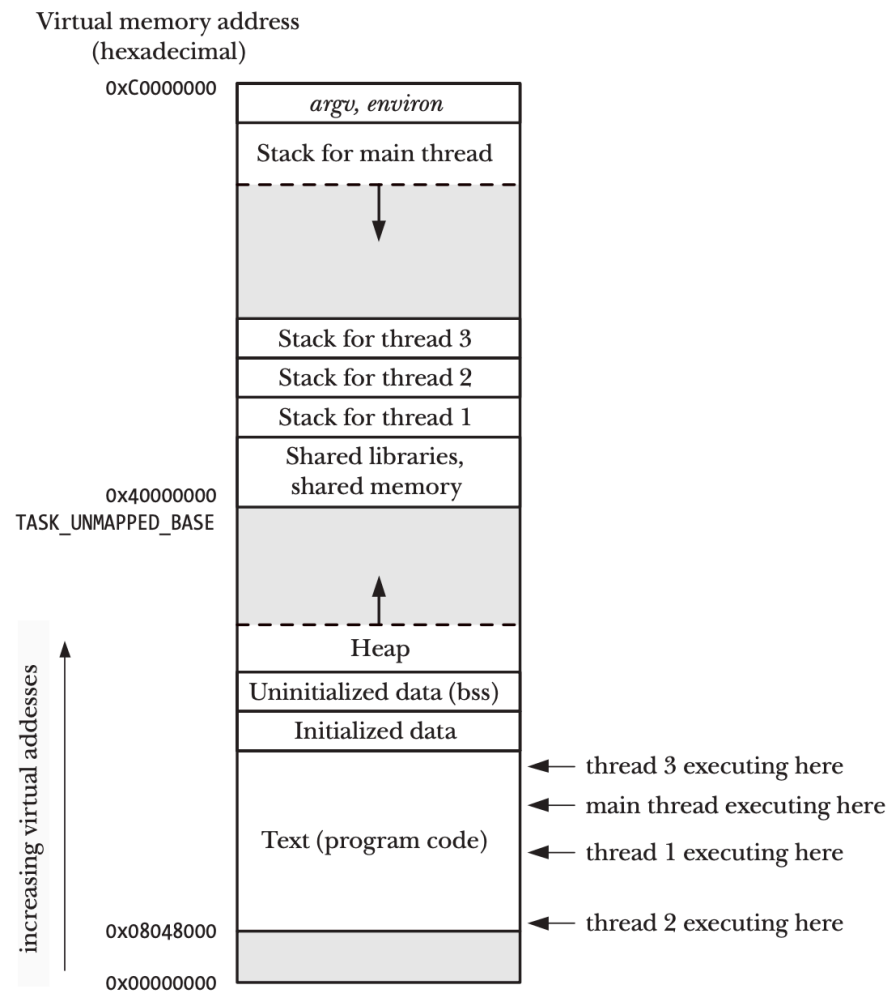 Virtual memory address
(hexadecimal)
0xC0000000
argv, environ
Stack for main thread
Stack for thread 3
Stack for thread 2
Stack for thread 1
Shared libraries,
shared memory
0x40000000
TASK_UNMAPPED_BASE
Heap
Uninitialized data (bss)
Initialized data
increasing virtual addesses
Text (program code)
thread 3 executing here
main thread executing here
thread 1 executing here
thread 2 executing here
0x08048000
0x00000000